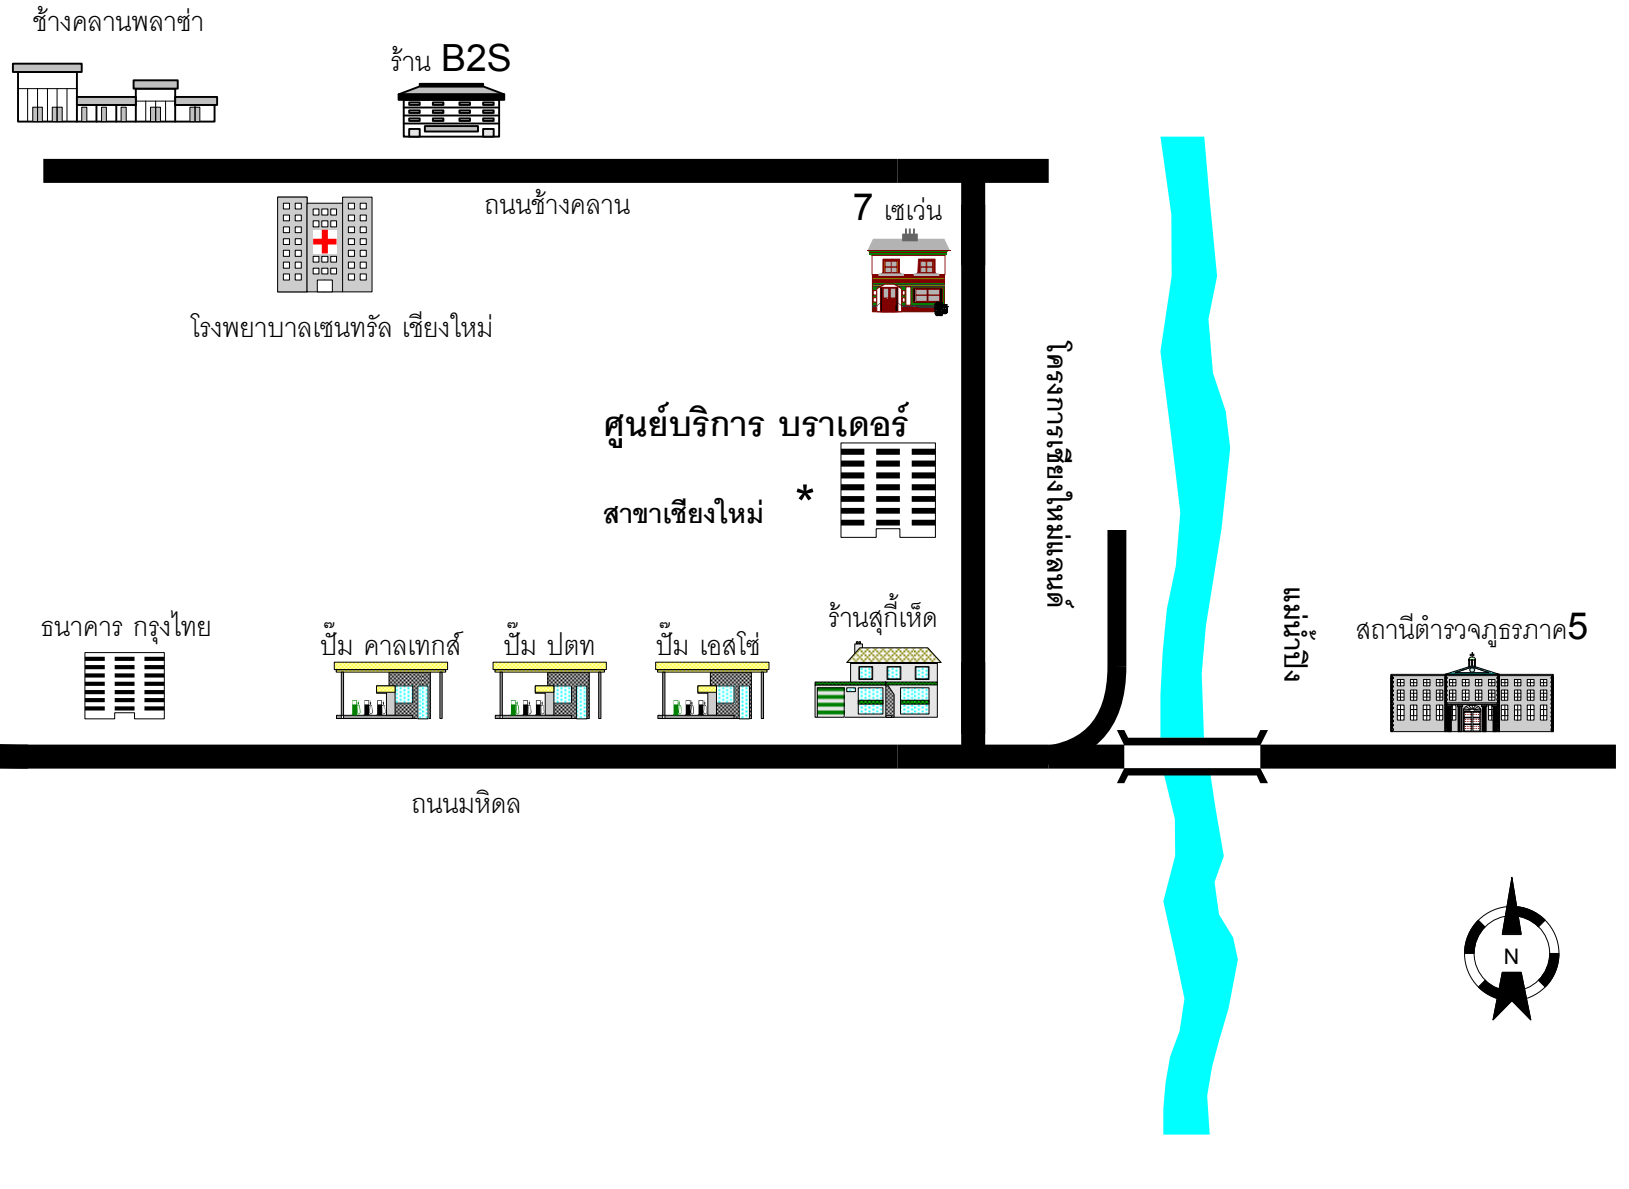 ช้างคลานพลาซ่า
ร้าน B2S
ถนนช้างคลาน
7 เซเว่น
โรงพยาบาลเซนทรัล เชียงใหม่
โครงการเชียงใหม่แลนด์
ศูนย์บริการ บราเดอร์
สาขาเชียงใหม่ *
ธนาคาร กรุงไทย
ปั๊ม คาลเทกส์
ปั๊ม ปตท
ปั๊ม เอสโซ่
ร้านสุกี้เห็ด
แม่น้ำปิง
สถานีตำรวจภูธรภาค5
ถนนมหิดล
N